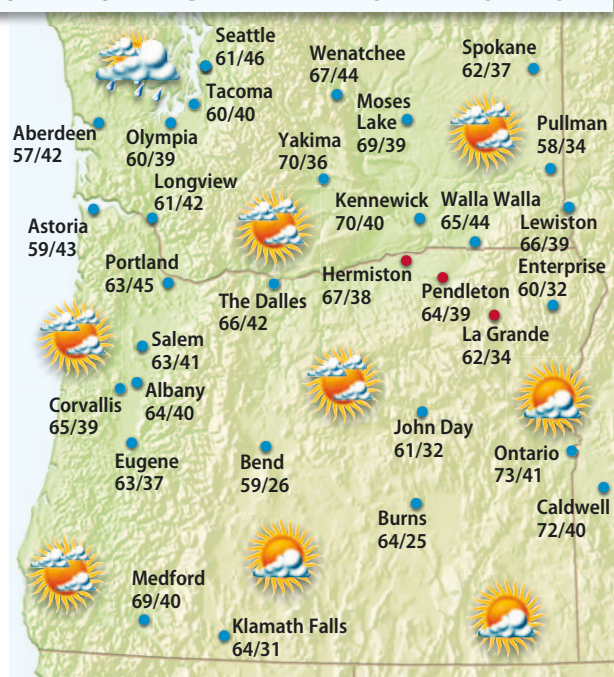 Seattle
61/46
Wenatchee
67/44
Spokane
62/37
Tacoma
60/40
Moses
Lake
69/39
Aberdeen
57/42
Olympia
60/39
Yakima
70/36
Pullman
58/34
Longview
61/42
Astoria
59/43
Kennewick
70/40
Walla Walla
65/44
Lewiston
66/39
Portland
63/45
The Dalles
66/42
Hermiston
67/38
Pendleton
64/39
Enterprise
60/32
La Grande
62/34
Salem
63/41
Albany
64/40
Corvallis
65/39
John Day
61/32
Eugene
63/37
Bend
59/26
Ontario
73/41
Burns
64/25
Caldwell
72/40
Medford
69/40
Klamath Falls
64/31